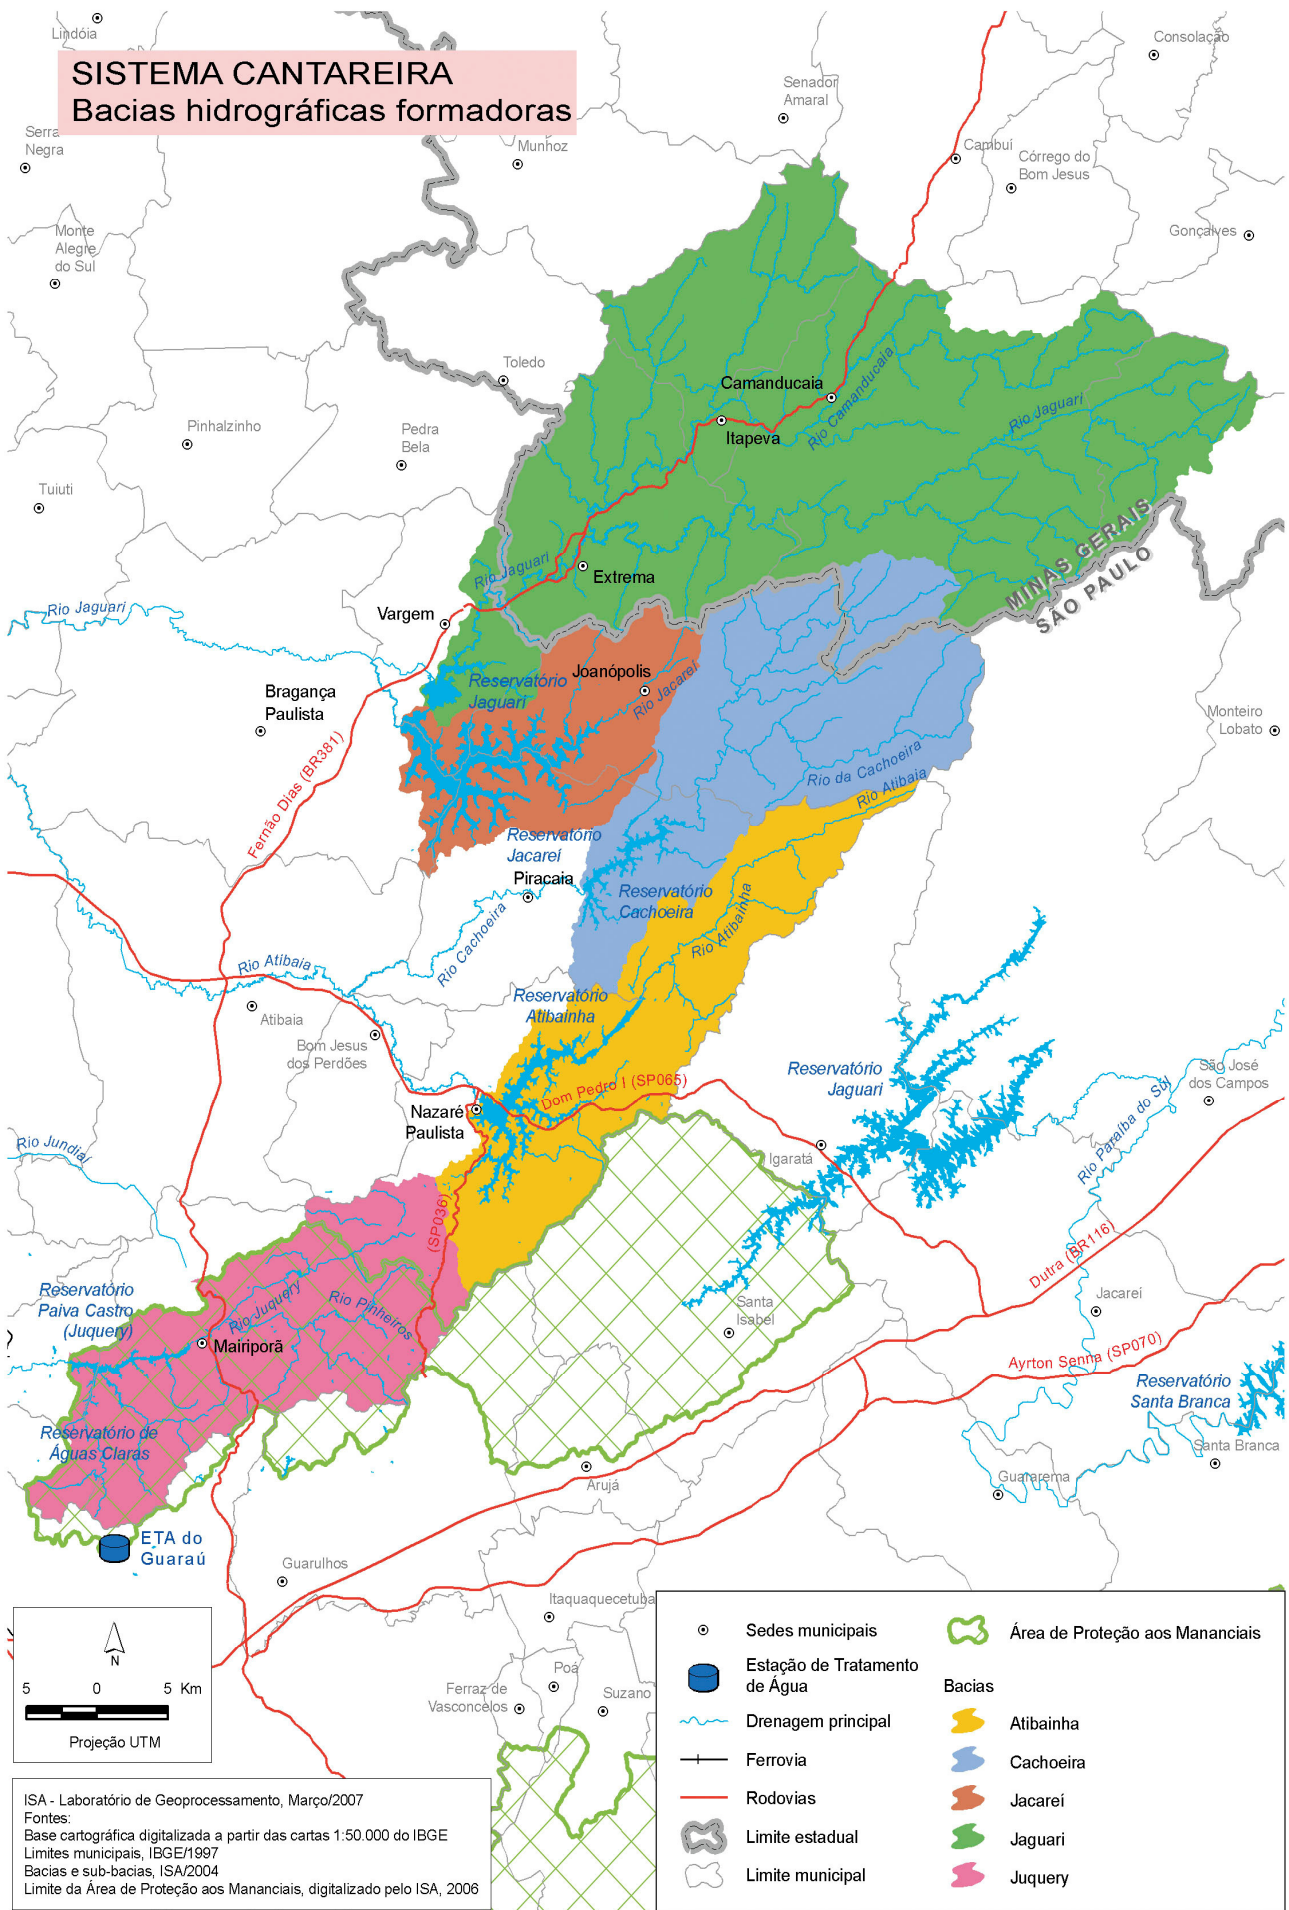 Lindóia
SISTEMA CANTAREIRA
Bacias hidrográficas formadoras
Consolação
Senador
Amaral
Serra
Negra
Munhoz
Cambuí
Córrego do
Bom Jesus
Monte
Alegre
do Sul
Gonçalves
Toledo
Camanducaia
Rio Camanducaia
Itapeva
Rio Jaguari
Pinhalzinho
Pedra
Bela
Tuiuti
MINAS GERAIS
SÃO PAULO
Rio Jaguari
Extrema
Rio Jaguari
Vargem
Joanópolis
Rio Jacareí
Reservatório
Jaguari
Bragança
Paulista
Monteiro
Lobato
Fernão Dias (BR381)
Rio da Cachoeira
Rio Atibaia
Reservatório
Jacareí
Piracaia
Reservatório
Cachoeira
Rio Cachoeira
Rio Atibainha
Rio Atibaia
Reservatório
Atibainha
Atibaia
Bom Jesus
dos Perdões
Reservatório
Jaguari
São José
dos Campos
Dom Pedro I (SP065)
Nazaré
Paulista
Rio Paraíba do Sul
Rio Jundiaí
Igaratá
(SP036)
Dutra (BR116)
Reservatório
Paiva Castro
(Juquery)
Rio Juquery
Rio Pinheiros
Mairiporã
Santa
Isabel
Jacareí
Ayrton Senna (SP070)
Reservatório
Santa Branca
Reservatório de
Águas Claras
Santa Branca
Arujá
Guararema
ETA do
Guaraú
Guarulhos
Itaquaquecetuba
Poá
Ferraz de
Vasconcelos
Suzano
N
5 0 5 Km
Projeção UTM
ISA - Laboratório de Geoprocessamento, Março/2007
Fontes:
Base cartográfica digitalizada a partir das cartas 1:50.000 do IBGE
Limites municipais, IBGE/1997
Bacias e sub-bacias, ISA/2004
Limite da Área de Proteção aos Mananciais, digitalizado pelo ISA, 2006
Sedes municipais
Estação de Tratamento
de Água
Drenagem principal
Ferrovia
Rodovias
Limite estadual
Limite municipal
Área de Proteção aos Mananciais
Bacias
Atibainha
Cachoeira
Jacareí
Jaguari
Juquery